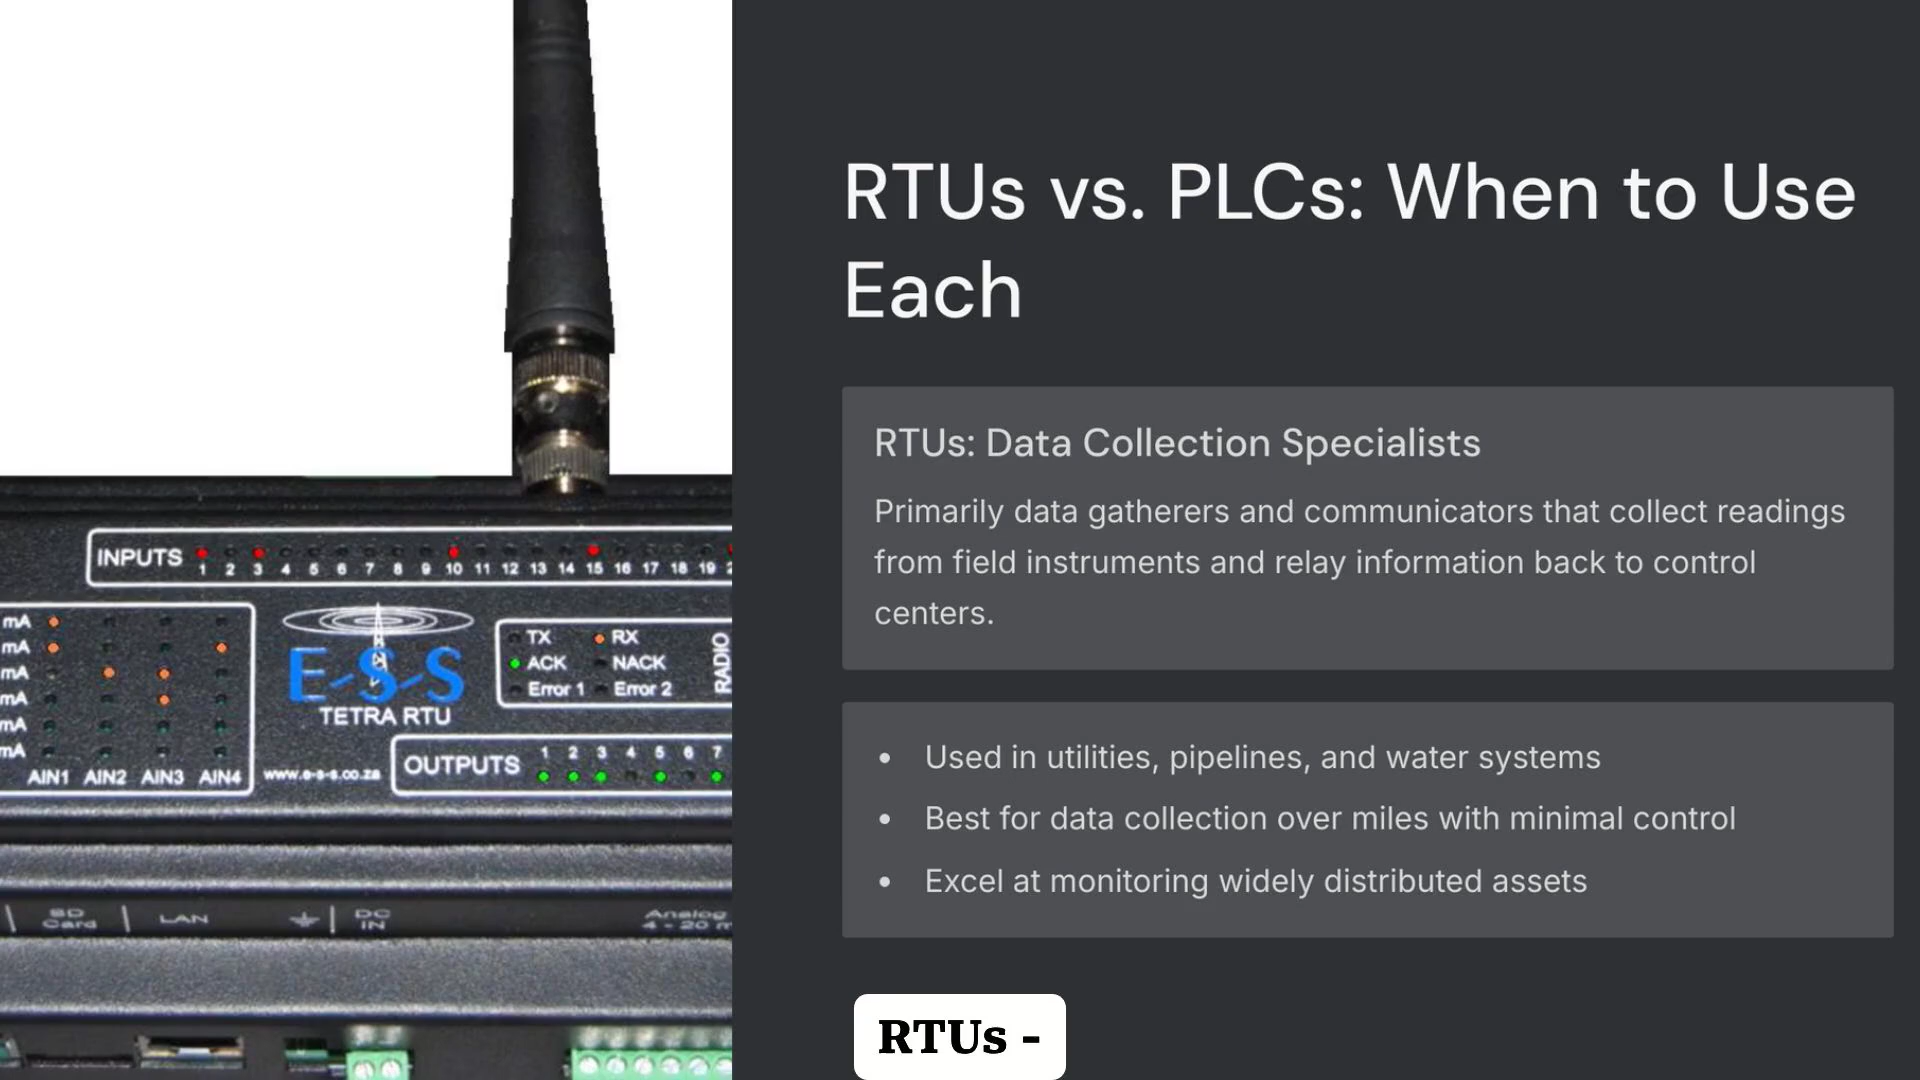 RTUs vs. PLCs: When to Use
Each
RTUs: Data Collection Specialists
Primarily data gatherers and communicators that collect readings
from field instruments and relay information back to control
centers.
• Used in utilities, pipelines, and water systems
• Best for data collection over miles with minimal control
• Excel at monitoring widely distributed assets
RTUs -
INPUTS
1 2 3 4 5 6 7 8 9 10 11 12 13 14 15 16 17 18 19
mA
mA
mA
mA
mA
mA
AIN1 AIN2 AIN3 AIN4
E-S-S
TETRA RTU
www.e-s-s.co.za
TX RX
ACK NACK
Error 1 Error 2
RADIO
OUTPUTS
1 2 3 4 5 6 7
SD
Card
LAN
DC
IN
Analog
4 - 20